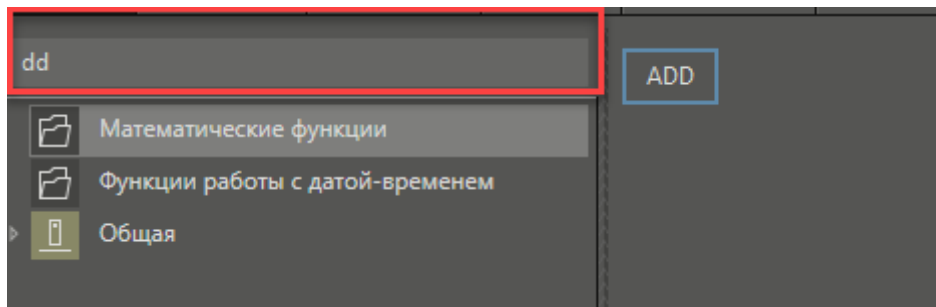 dd
ADD
Математические функции
Функции работы с датой-временем
Общая